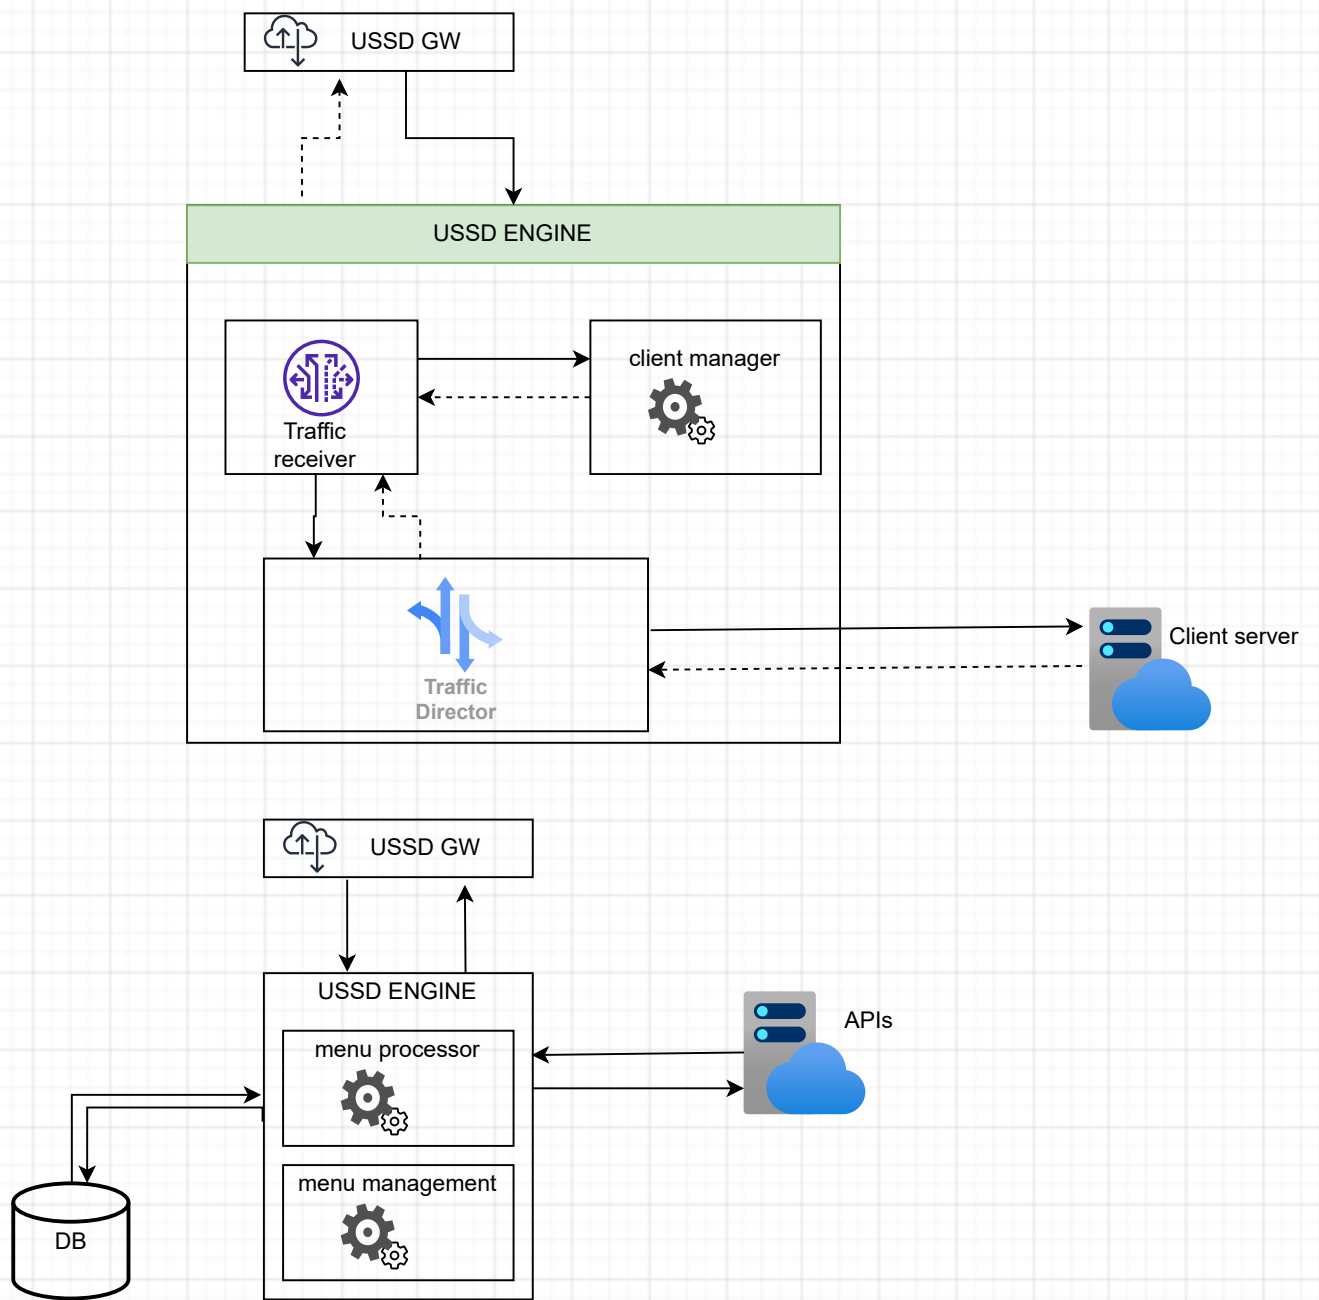 USSD GW
USSD ENGINE
client manager
Traffic
receiver
Client server
Traffic
Director
USSD GW
USSD ENGINE
APIs
menu processor
menu management
DB